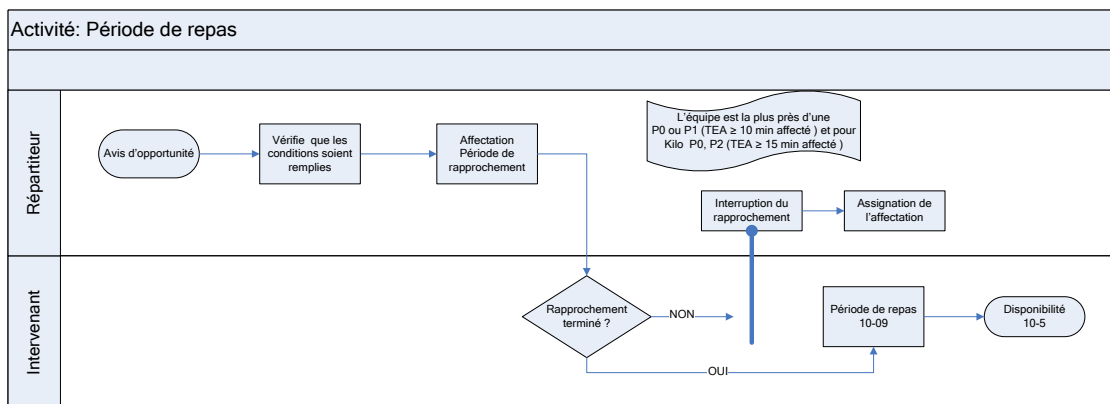 Activité: Période de repas
Répartiteur
Avis d'opportunité
Vérifie que les
conditions soient
remplies
Affectation
Période de
rapprochement
L'équipe est la plus près d'une
P0 ou P1 (TEA ≥ 10 min affecté ) et pour
Kilo P0, P2 (TEA ≥ 15 min affecté )
Interruption du
rapprochement
Assignation de
l'affectation
Intervenant
Rapprochement
terminé ?
NON
OUI
Période de repas
10-09
Disponibilité
10-5